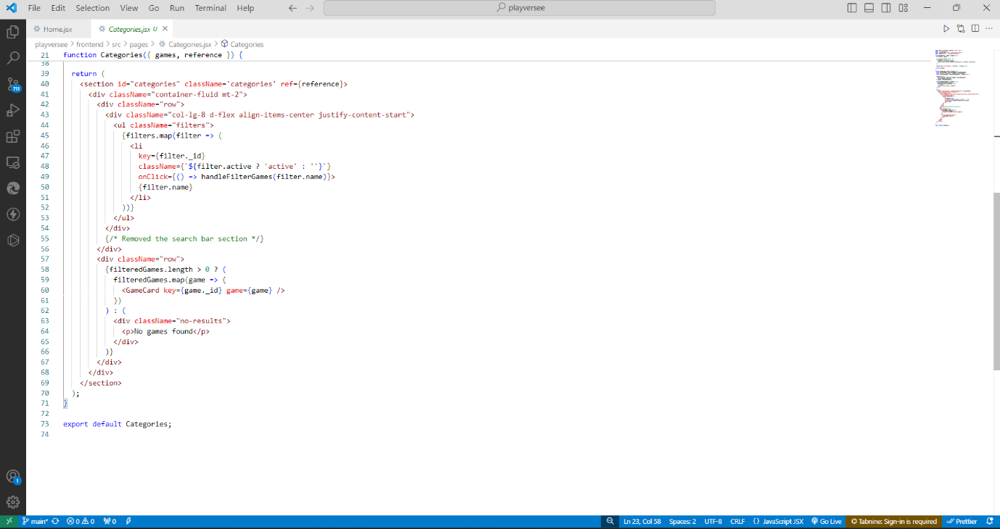 File Edit Selection View Go Run Terminal Help playversee
Home.jsx Categories.jsx U
playversee > frontend > src > pages > Categories.jsx > Categories
21 function Categories({ games, reference }) {
38
39 return (
40 <section id="categories" className='categories' ref={reference}>
41 <div className="container-fluid mt-2">
42 <div className="row">
43 <div className="col-lg-8 d-flex align-items-center justify-content-start">
44 <ul className="filters">
45 {filters.map(filter => (
46 <li
47 key={filter._id}
48 className={`${filter.active ? 'active' : ''}`}
49 onClick={() => handleFilterGames(filter.name)}>
50 {filter.name}
51 </li>
52 ))}
53 </ul>
54 </div>
55 {/* Removed the search bar section */}
56 </div>
57 <div className="row">
58 {filteredGames.length > 0 ? (
59 filteredGames.map(game => (
60 <GameCard key={game._id} game={game} />
61 ))
62 ) : (
63 <div className="no-results">
64 <p>No games found</p>
65 </div>
66 )}
67 </div>
68 </div>
69 </section>
70 );
71 }
72
73 export default Categories;
74
711
1
main* 0 0 0 Ln 23, Col 58 Spaces: 2 UTF-8 CRLF {} JavaScript JSX Go Live Tabnine: Sign-in is required Prettier